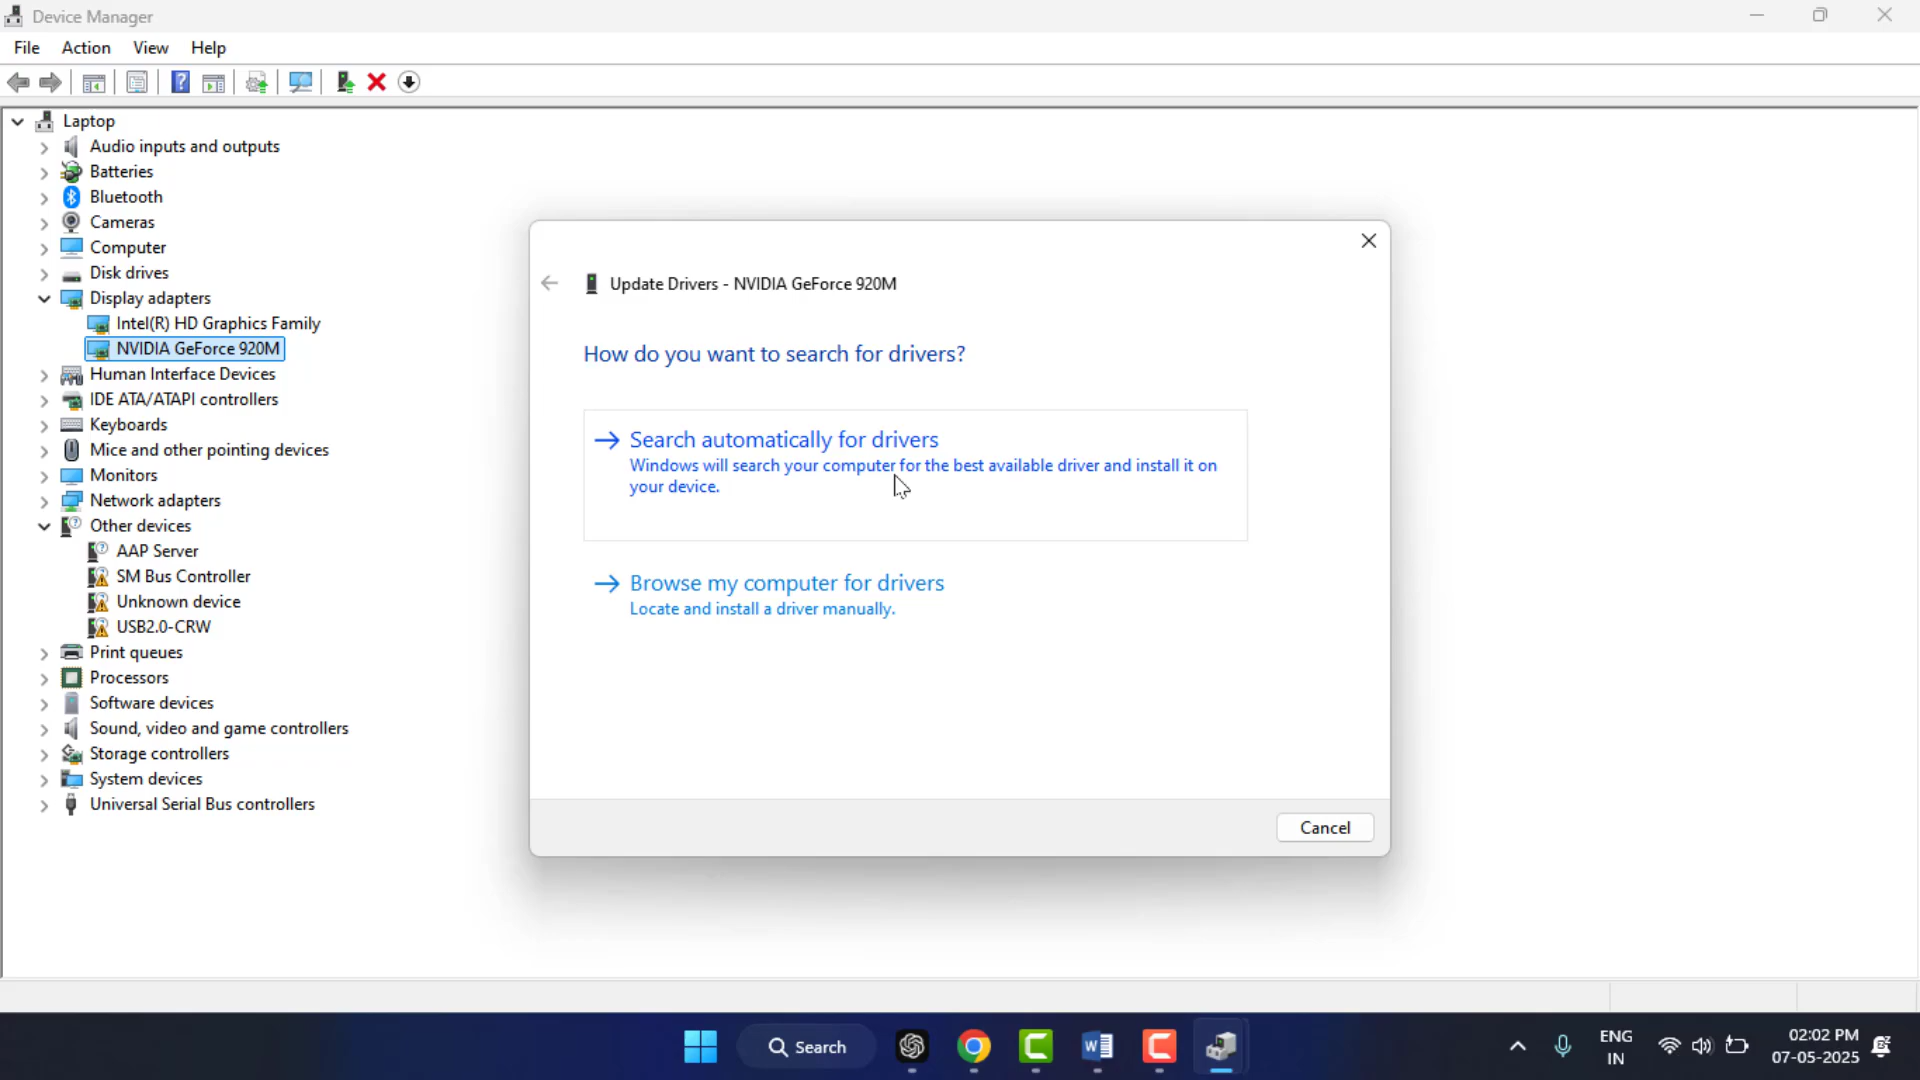 Device Manager
File Action View Help
Laptop
Audio inputs and outputs
Batteries
Bluetooth
Cameras
Computer
Disk drives
Display adapters
Intel(R) HD Graphics Family
NVIDIA GeForce 920M
Human Interface Devices
IDE ATA/ATAPI controllers
Keyboards
Mice and other pointing devices
Monitors
Network adapters
Other devices
AAP Server
SM Bus Controller
Unknown device
USB2.0-CRW
Print queues
Processors
Software devices
Sound, video and game controllers
Storage controllers
System devices
Universal Serial Bus controllers
Update Drivers - NVIDIA GeForce 920M
How do you want to search for drivers?
Search automatically for drivers
Windows will search your computer for the best available driver and install it on
your device.
Browse my computer for drivers
Locate and install a driver manually.
Cancel
Search
ENG
IN
02:02 PM
07-05-2025